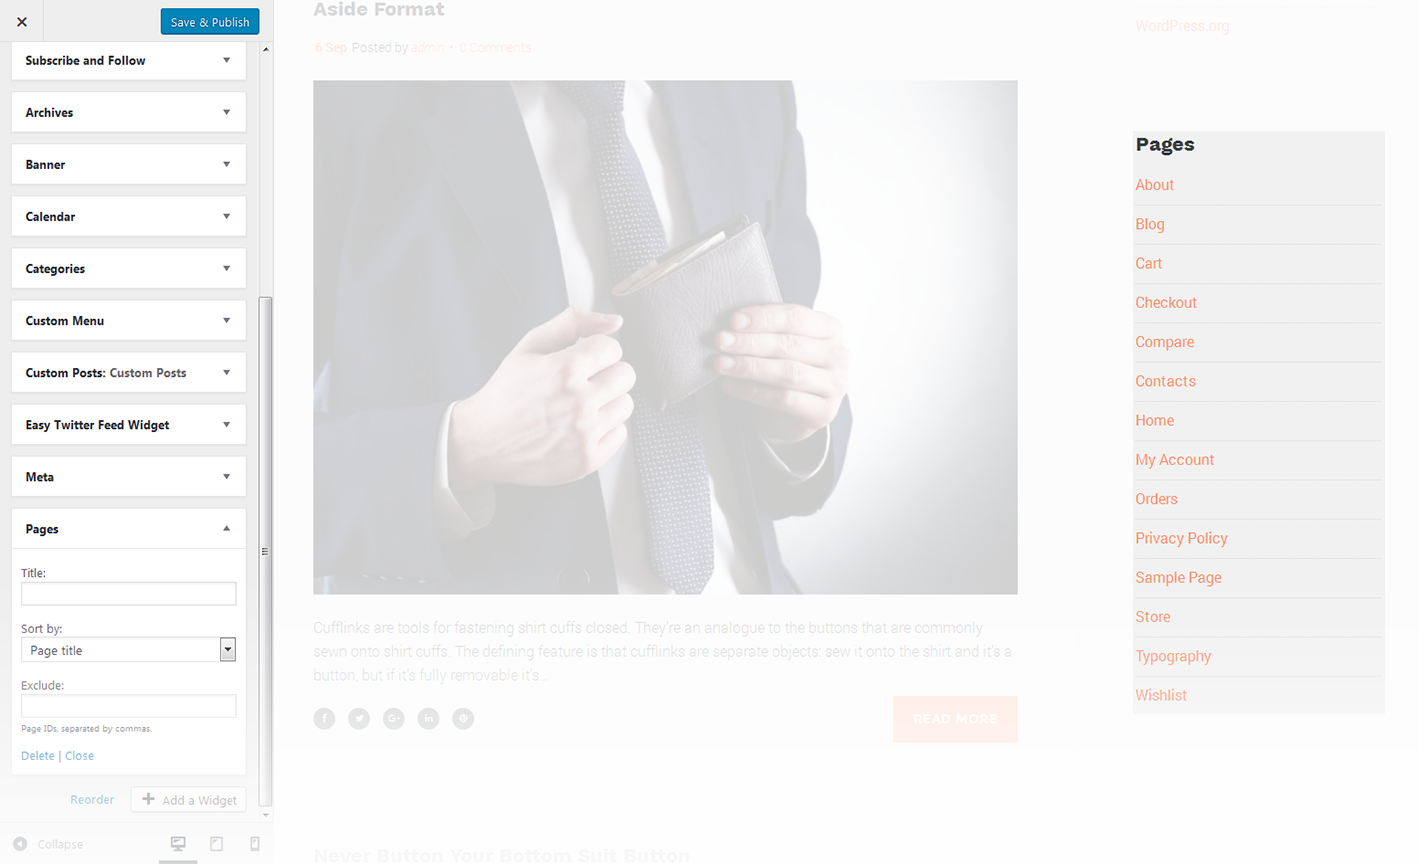 Save & Publish
Subscribe and Follow
Archives
Banner
Calendar
Categories
Custom Menu
Custom Posts: Custom Posts
Easy Twitter Feed Widget
Meta
Pages
Title:
Sort by:
Page title
Exclude:
Page IDs, separated by commas.
Delete | Close
Reorder
Add a Widget
Collapse
Aside Format
6 Sep Posted by admin • 0 Comments
Cufflinks are tools for fastening shirt cuffs closed. They're an analogue to the buttons that are commonly
sewn onto shirt cuffs. The defining feature is that cufflinks are separate objects: sew it onto the shirt and it's a
button, but if it's fully removable it's...
READ MORE
Never Button Your Bottom Suit Button
WordPress.org
Pages
About
Blog
Cart
Checkout
Compare
Contacts
Home
My Account
Orders
Privacy Policy
Sample Page
Store
Typography
Wishlist